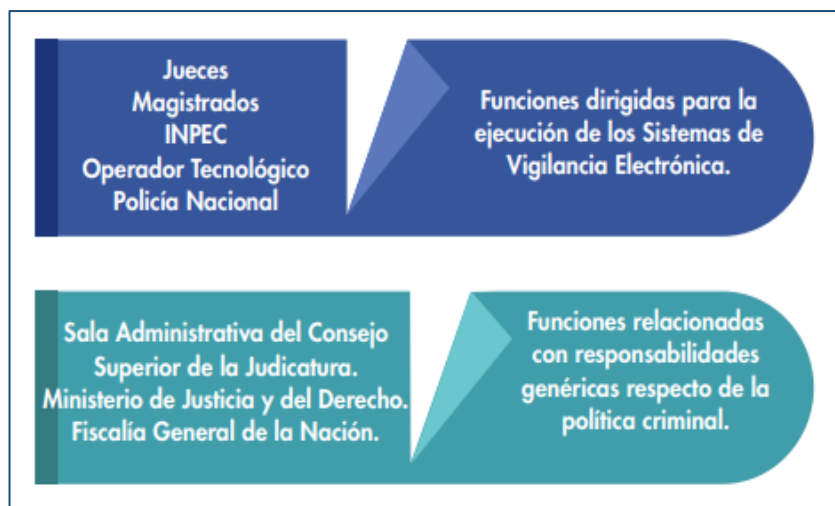 Jueces
Magistrados
INPEC
Operador Tecnológico
Policía Nacional
Funciones dirigidas para la
ejecución de los Sistemas de
Vigilancia Electrónica.
Sala Administrativa del Consejo
Superior de la Judicatura.
Ministerio de Justicia y del Derecho.
Fiscalía General de la Nación.
Funciones relacionadas
con responsabilidades
genéricas respecto de la
política criminal.